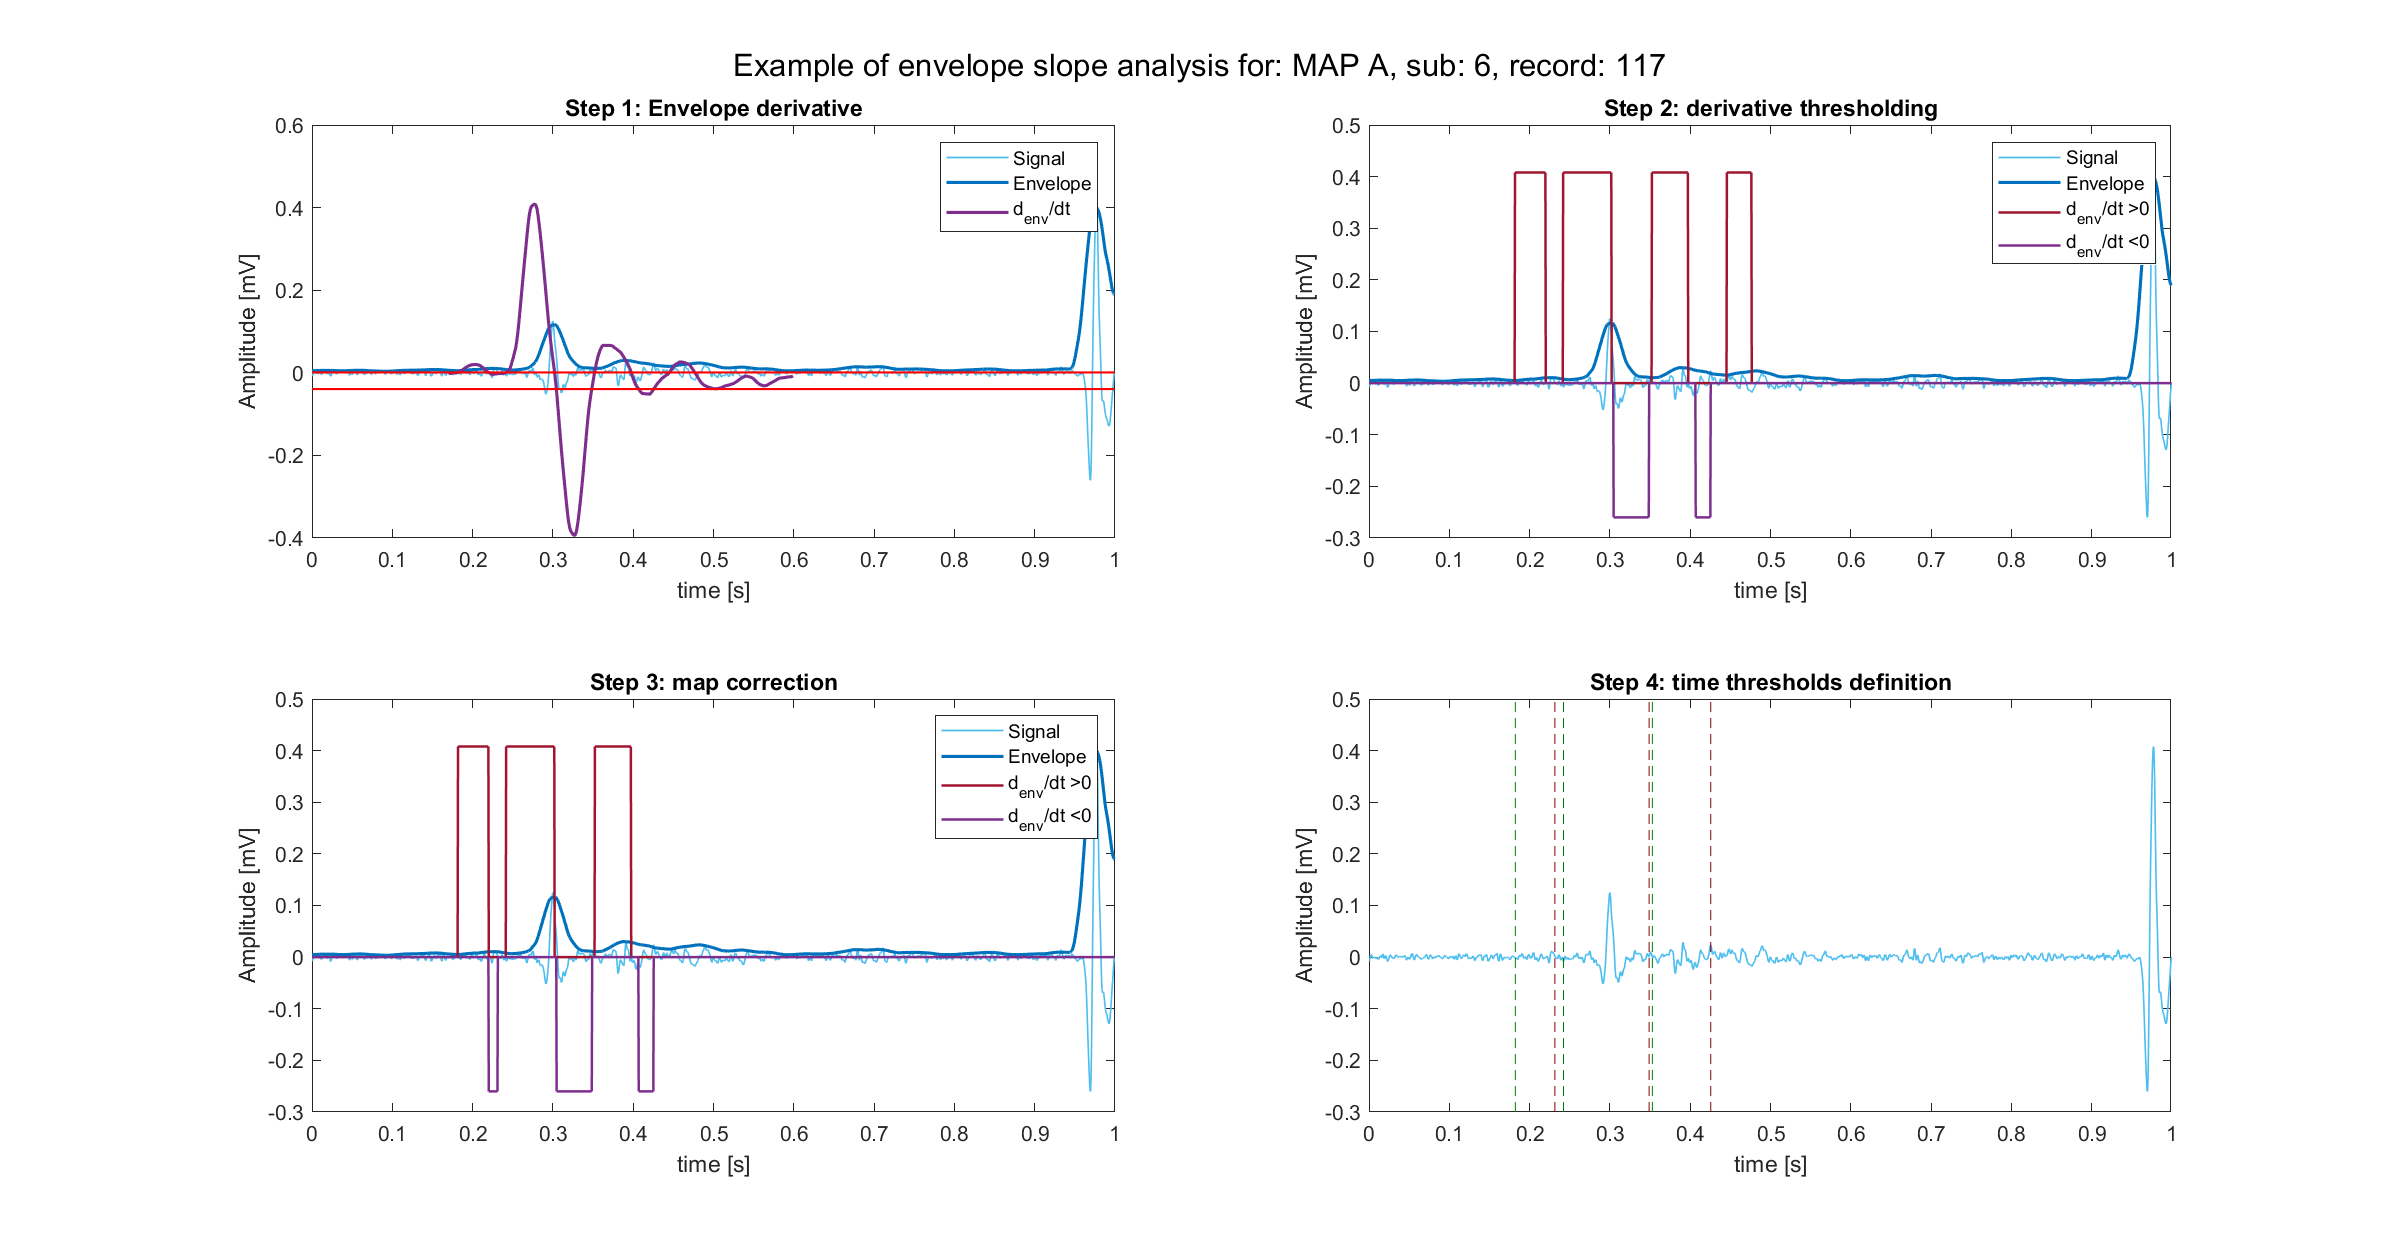 Example of envelope slope analysis for: MAP A, sub: 6, record: 117
Step 1: Envelope derivative
0.6
0.4
0.2
0
-0.2
-0.4
Amplitude [mV]
0 0.1 0.2 0.3 0.4 0.5 0.6 0.7 0.8 0.9 1
time [s]
Signal
Envelope
d_env/dt
Step 2: derivative thresholding
0.5
0.4
0.3
0.2
0.1
0
-0.1
-0.2
-0.3
Amplitude [mV]
0 0.1 0.2 0.3 0.4 0.5 0.6 0.7 0.8 0.9 1
time [s]
Signal
Envelope
d_env/dt >0
d_env/dt <0
Step 3: map correction
0.5
0.4
0.3
0.2
0.1
0
-0.1
-0.2
-0.3
Amplitude [mV]
0 0.1 0.2 0.3 0.4 0.5 0.6 0.7 0.8 0.9 1
time [s]
Signal
Envelope
d_env/dt >0
d_env/dt <0
Step 4: time thresholds definition
0.5
0.4
0.3
0.2
0.1
0
-0.1
-0.2
-0.3
Amplitude [mV]
0 0.1 0.2 0.3 0.4 0.5 0.6 0.7 0.8 0.9 1
time [s]